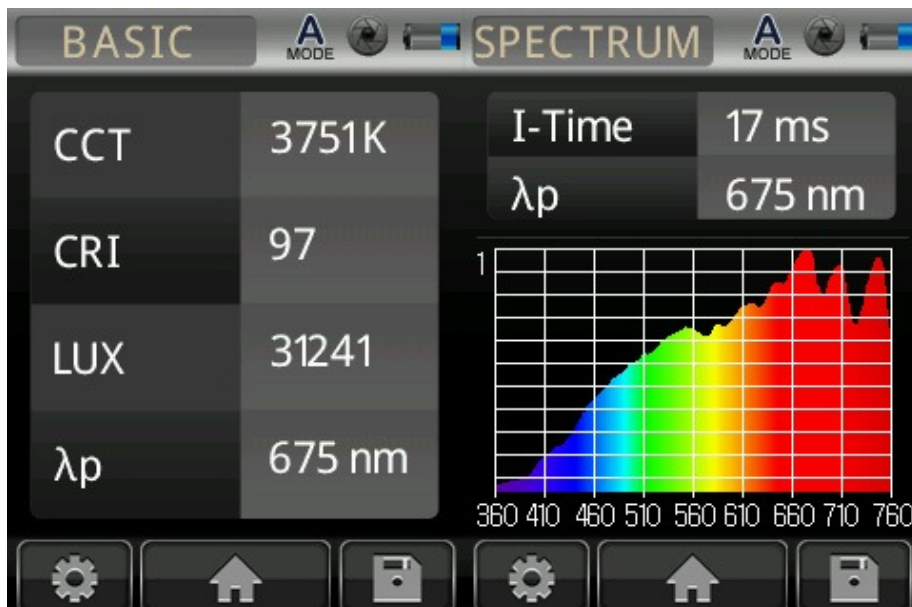 BASIC
A
MODE
CCT 3751K
CRI 97
LUX 31241
λp 675 nm
SPECTRUM
A
MODE
I-Time 17 ms
λp 675 nm
1
360 410 460 510 560 610 660 710 760